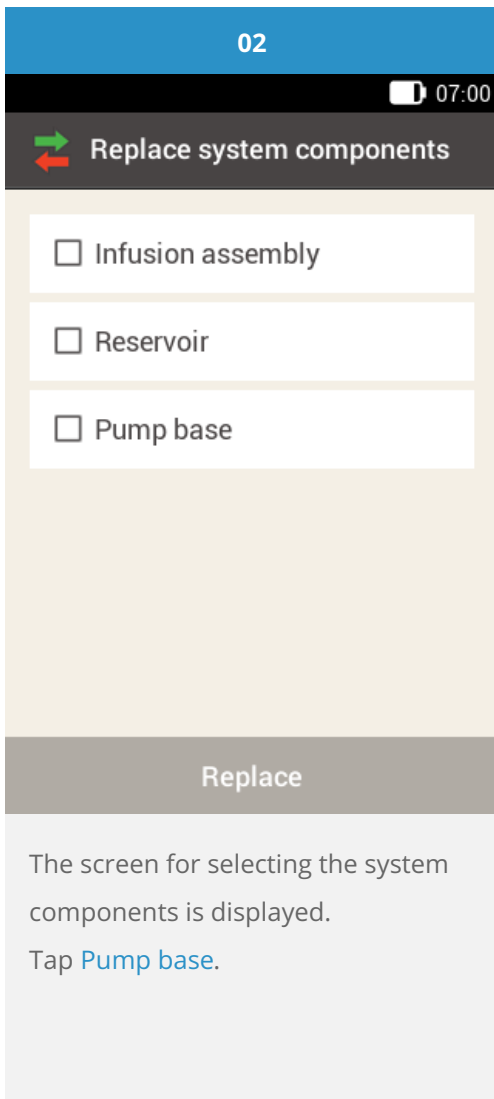 02
07:00
Replace system components
Infusion assembly
Reservoir
Pump base
Replace
The screen for selecting the system
components is displayed.
Tap Pump base.